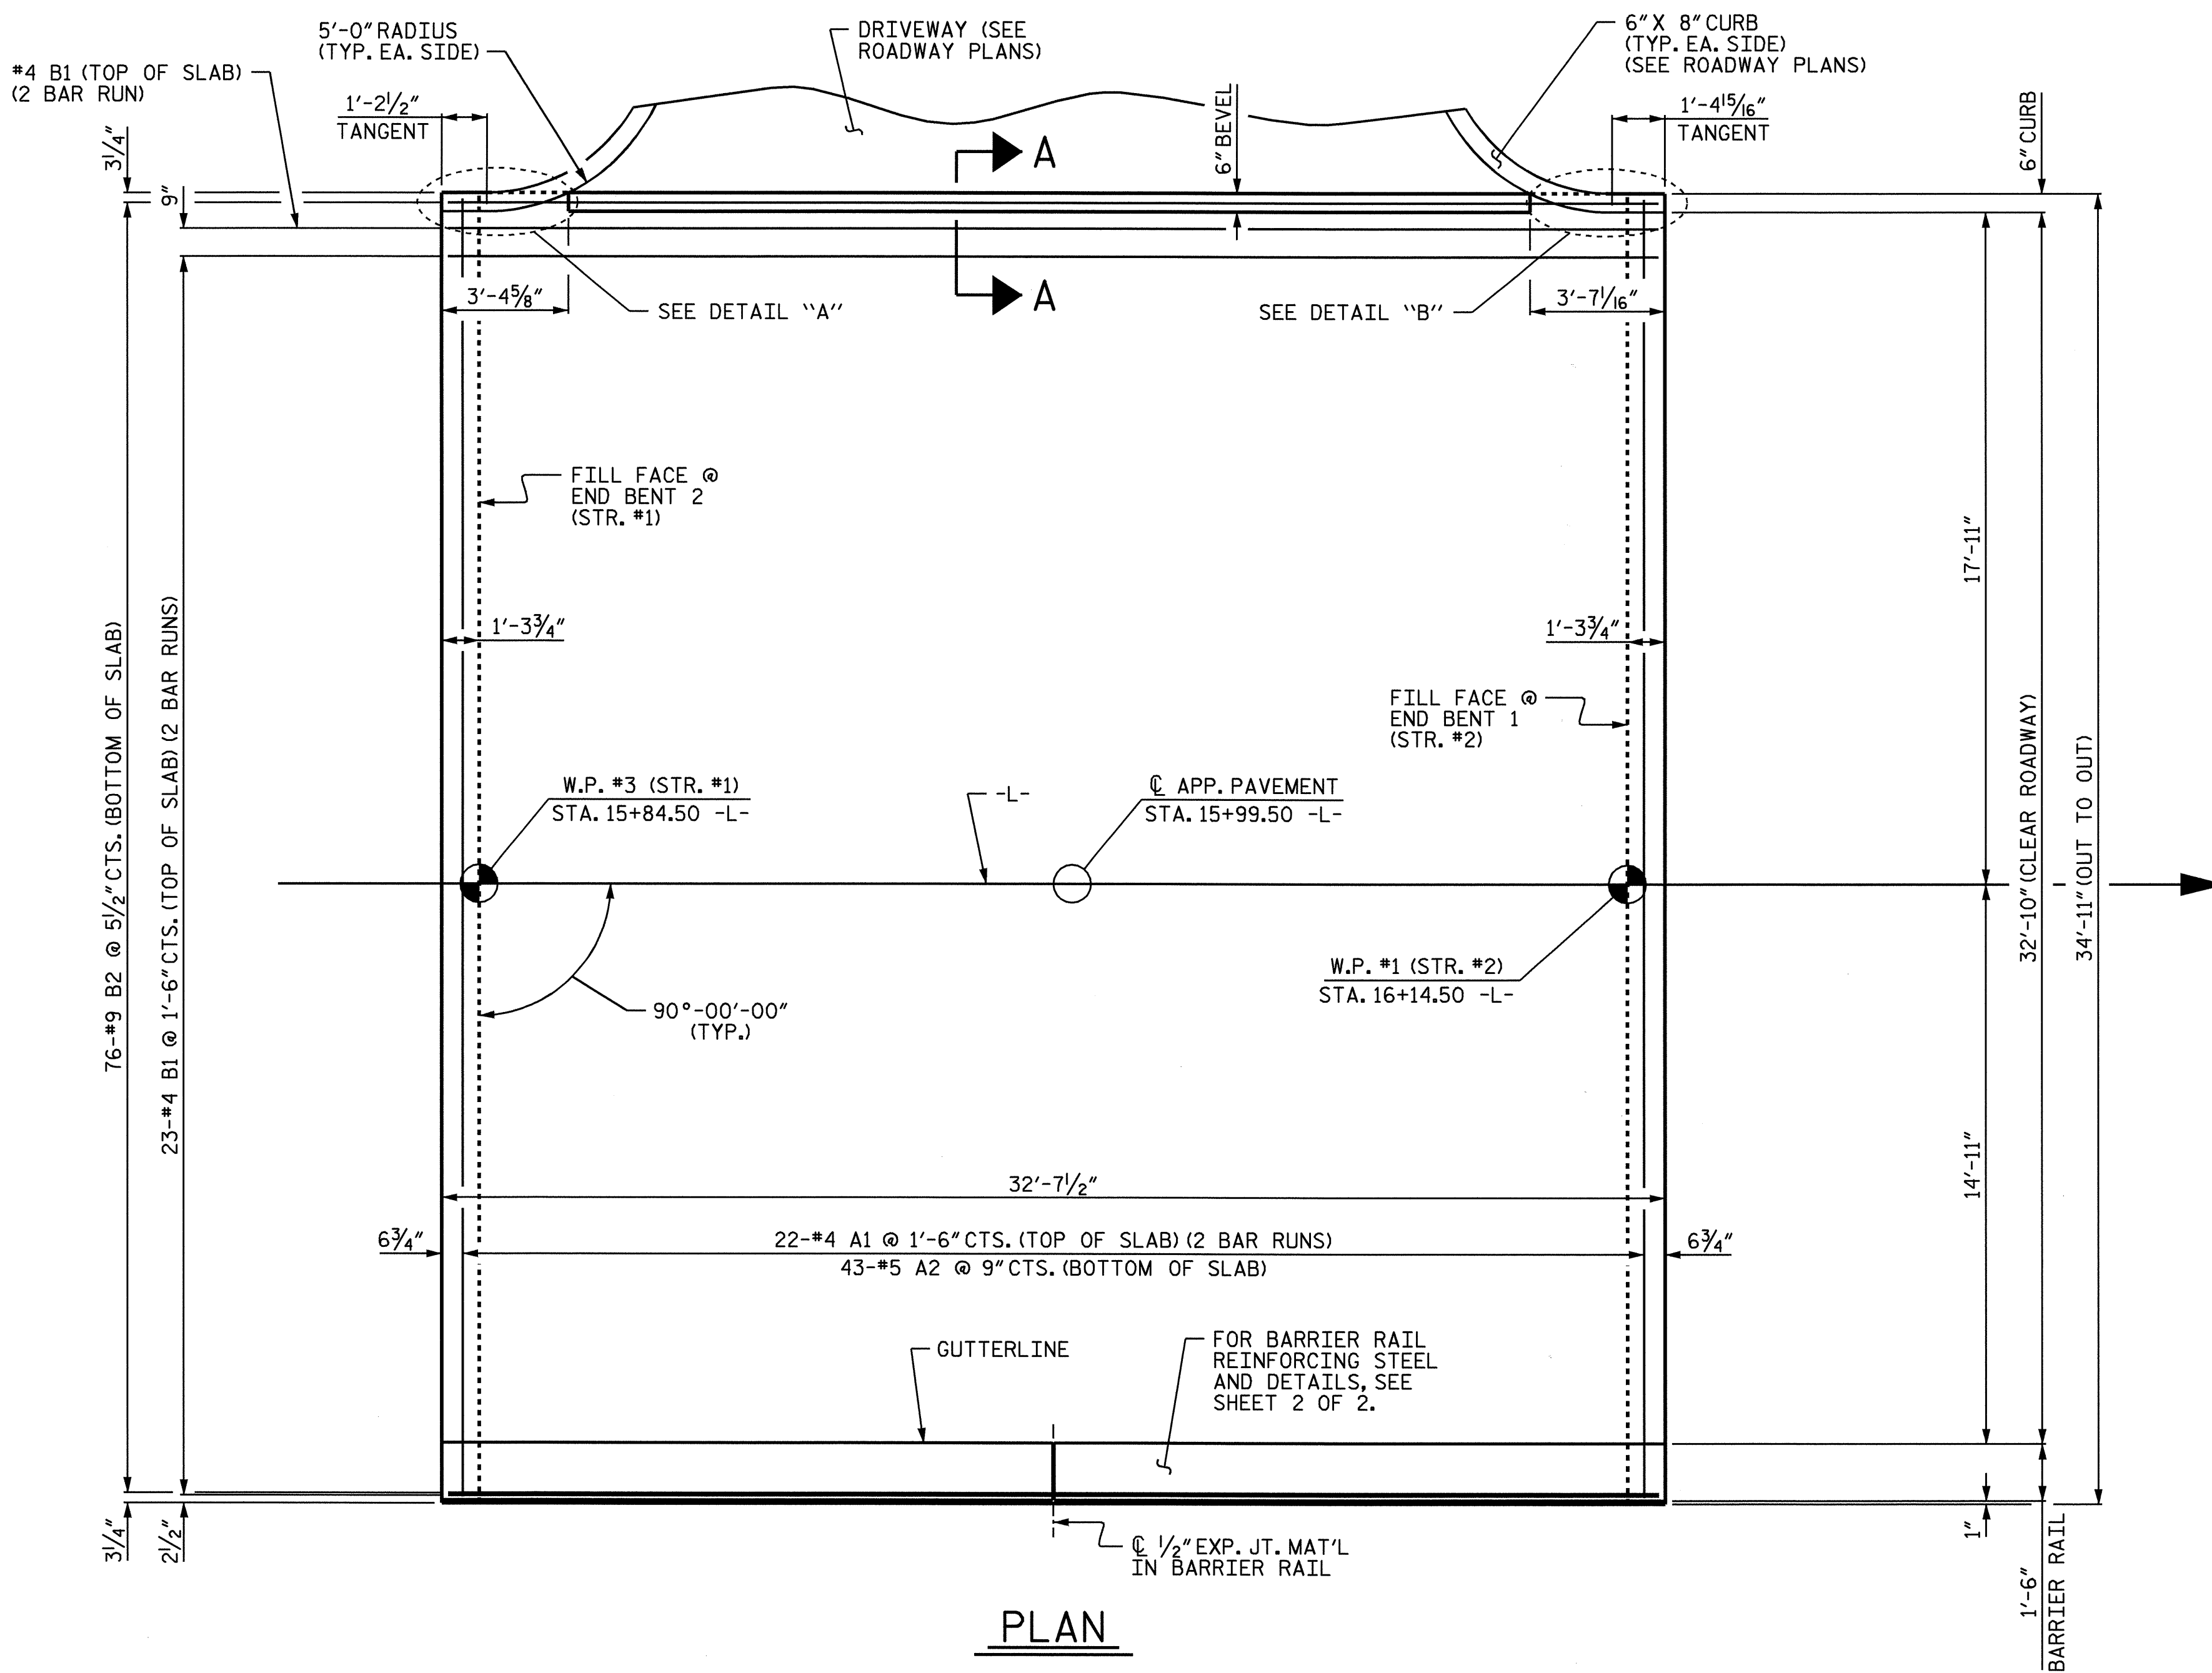 5'-0" RADIUS
(TYP. EA. SIDE)
DRIVEWAY (SEE
ROADWAY PLANS)
6" X 8" CURB
(TYP. EA. SIDE)
(SEE ROADWAY PLANS)
#4 B1 (TOP OF SLAB)
(2 BAR RUN)
1'-2½"
TANGENT
6" BEVEL
1'-4 15/16"
TANGENT
6" CURB
3¼"
9"
A
A
3'-4⅝"
SEE DETAIL "A"
SEE DETAIL "B"
3'-7 1/16"
FILL FACE @
END BENT 2
(STR. #1)
17'-11"
1'-3¾"
1'-3¾"
FILL FACE @
END BENT 1
(STR. #2)
76-#9 B2 @ 5½" CTS. (BOTTOM OF SLAB)
23-#4 B1 @ 1'-6" CTS. (TOP OF SLAB) (2 BAR RUNS)
32'-10" (CLEAR ROADWAY)
34'-11" (OUT TO OUT)
W.P. #3 (STR. #1)
STA. 15+84.50 -L-
-L-
℄ APP. PAVEMENT
STA. 15+99.50 -L-
W.P. #1 (STR. #2)
STA. 16+14.50 -L-
90°-00'-00"
(TYP.)
14'-11"
32'-7½"
6¾"
22-#4 A1 @ 1'-6" CTS. (TOP OF SLAB) (2 BAR RUNS)
43-#5 A2 @ 9" CTS. (BOTTOM OF SLAB)
6¾"
GUTTERLINE
FOR BARRIER RAIL
REINFORCING STEEL
AND DETAILS, SEE
SHEET 2 OF 2.
3¼"
2½"
℄ ½" EXP. JT. MAT'L
IN BARRIER RAIL
1"
1'-6"
BARRIER RAIL
PLAN